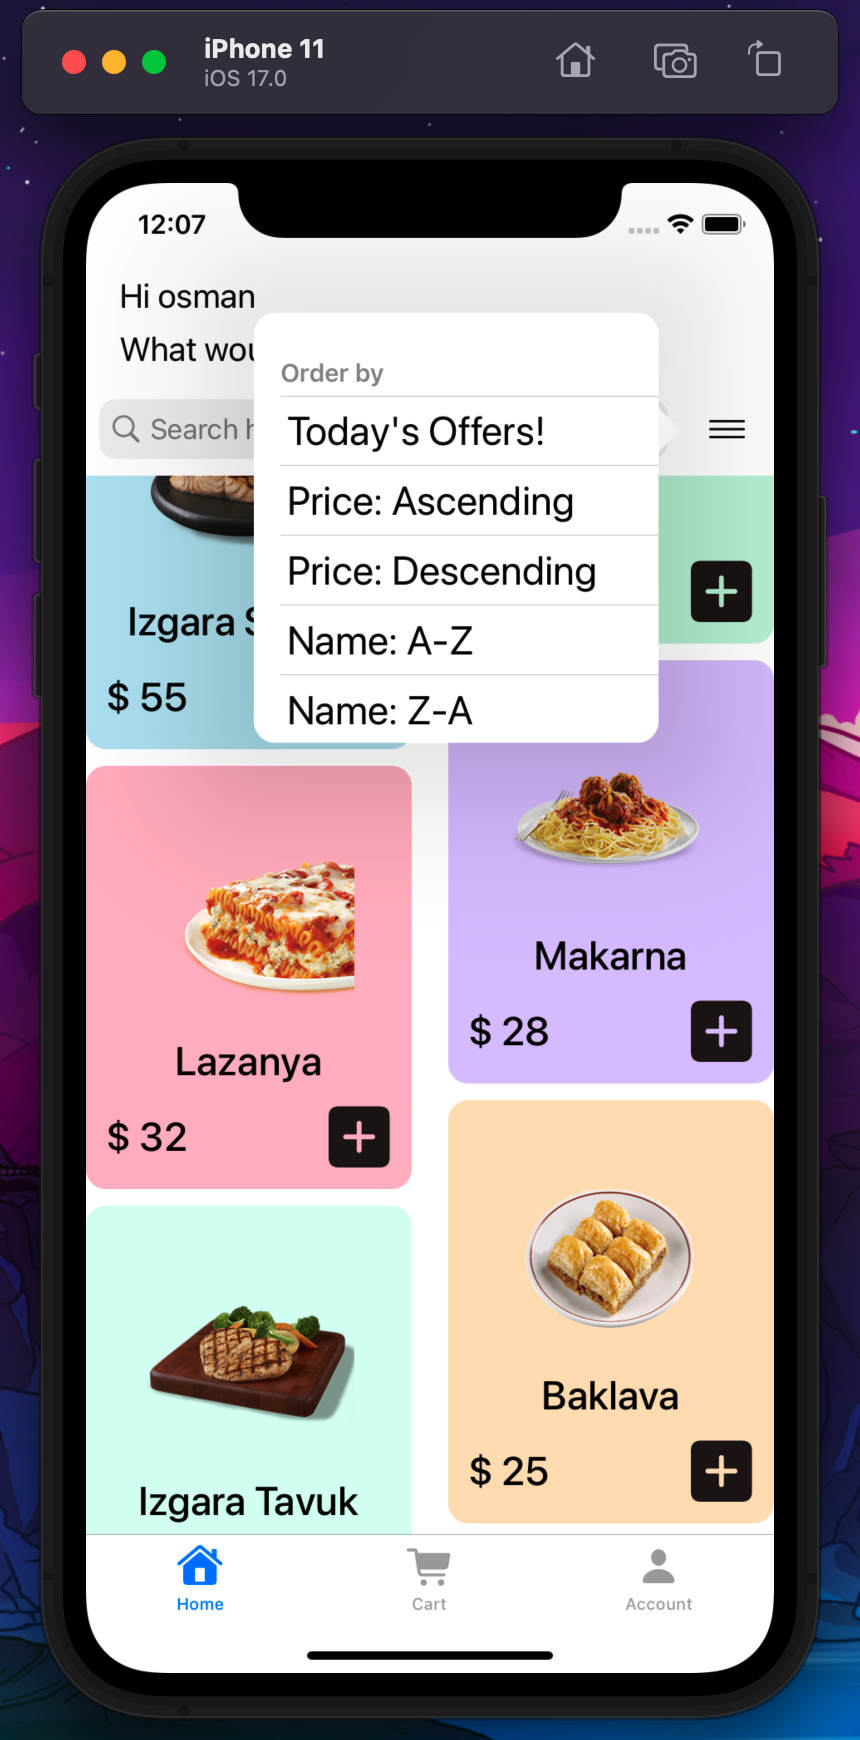 iPhone 11
iOS 17.0
12:07
Hi osman
What wou
Search
Order by
Today's Offers!
Price: Ascending
Price: Descending
Name: A-Z
Name: Z-A
Izgara
$ 55
Makarna
$ 28
Lazanya
$ 32
Baklava
$ 25
Izgara Tavuk
Home
Cart
Account